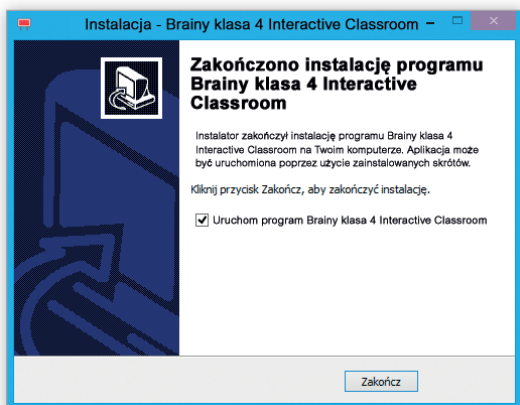 Instalacja - Brainy klasa 4 Interactive Classroom
Zakończono instalację programu
Brainy klasa 4 Interactive
Classroom
Instalator zakończył instalację programu Brainy klasa 4
Interactive Classroom na Twoim komputerze. Aplikacja może
być uruchomiona poprzez użycie zainstalowanych skrótów.
Kliknij przycisk Zakończ, aby zakończyć instalację.
Uruchom program Brainy klasa 4 Interactive Classroom
Zakończ